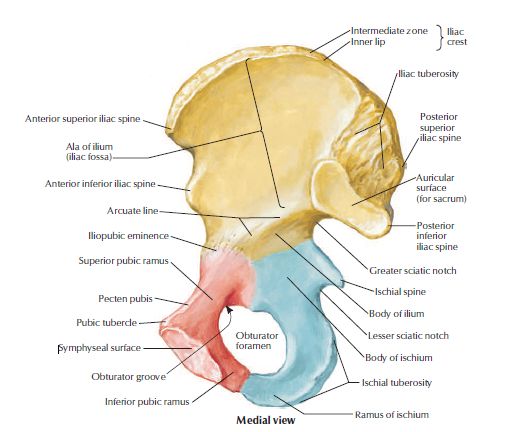 Intermediate zone
Inner lip
Iliac
crest
Iliac tuberosity
Anterior superior iliac spine
Posterior
superior
iliac spine
Ala of ilium
(iliac fossa)
Auricular
surface
(for sacrum)
Anterior inferior iliac spine
Arcuate line
Posterior
inferior
iliac spine
Iliopubic eminence
Superior pubic ramus
Greater sciatic notch
Ischial spine
Pecten pubis
Body of ilium
Pubic tubercle
Obturator
foramen
Lesser sciatic notch
Symphyseal surface
Body of ischium
Obturator groove
Ischial tuberosity
Inferior pubic ramus
Ramus of ischium
Medial view